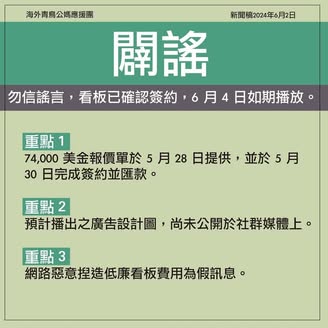 海外青鳥公媽應援團
新聞稿2024年6月2日
闢謠
勿信謠言，看板已確認簽約，6 月 4 日如期播放。
重點 1
74,000 美金報價單於 5 月 28 日提供，並於 5 月
30 日完成簽約並匯款。
重點 2
預計播出之廣告設計圖，尚未公開於社群媒體上。
重點 3
網路惡意捏造低廉看板費用為假訊息。